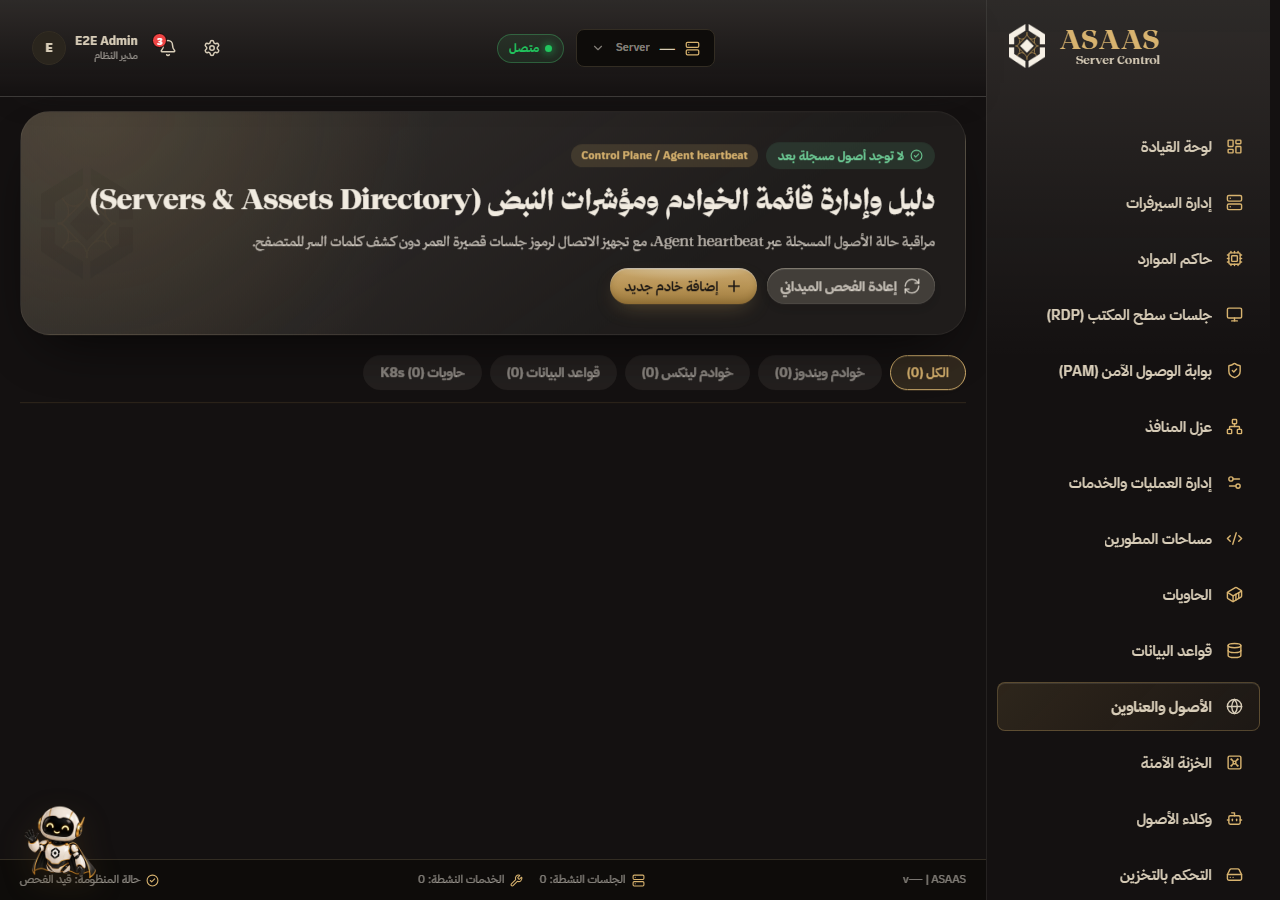 ASAAS
Server Control
— Server
متصل
3
E2E Admin
مدير النظام
E
لوحة القيادة
إدارة السيرفرات
حاكم الموارد
جلسات سطح المكتب (RDP)
بوابة الوصول الآمن (PAM)
عزل المنافذ
إدارة العمليات والخدمات
مساحات المطورين
الحاويات
قواعد البيانات
الأصول والعناوين
الخزنة الآمنة
وكلاء الأصول
التحكم بالتخزين
لا توجد أصول مسجلة بعد
Control Plane / Agent heartbeat
دليل وإدارة قائمة الخوادم ومؤشرات النبض (Servers & Assets Directory)
مراقبة حالة الأصول المسجلة عبر Agent heartbeat، مع تجهيز الاتصال لرموز جلسات قصيرة العمر دون كشف كلمات السر للمتصفح.
إعادة الفحص الميداني
إضافة خادم جديد
الكل (0)
خوادم ويندوز (0)
خوادم لينكس (0)
قواعد البيانات (0)
حاويات K8s (0)
v— | ASAAS
الجلسات النشطة: 0
الخدمات النشطة: 0
حالة المنظومة: قيد الفحص